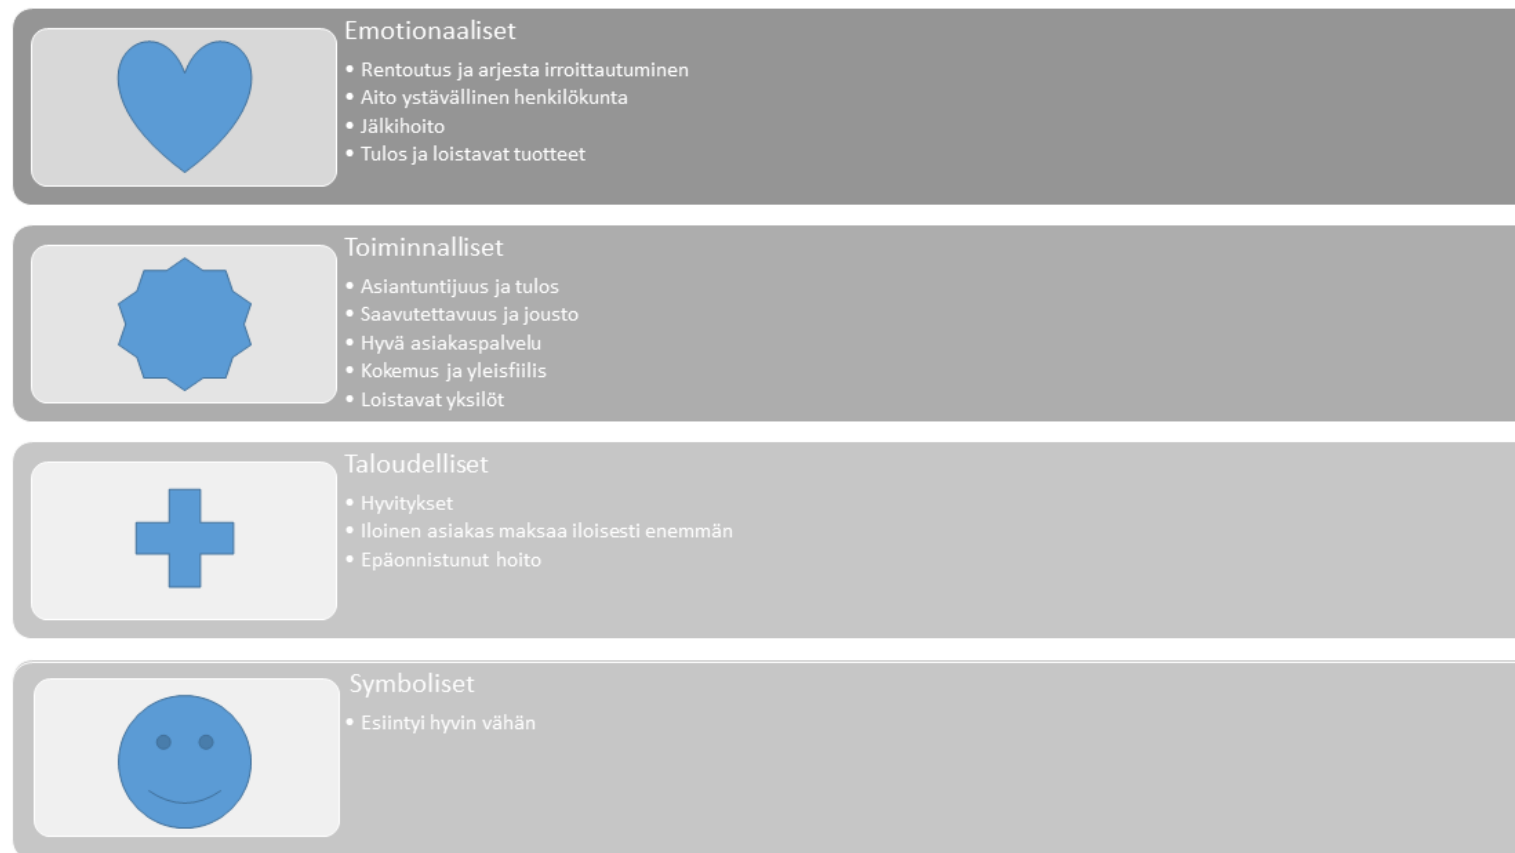 Emotionaaliset
• Rentoutus ja arjesta irroittautuminen
• Aito ystävällinen henkilökunta
• Jälkihoito
• Tulos ja loistavat tuotteet
Toiminnalliset
• Asiantuntijuus ja tulos
• Saavutettavuus ja jousto
• Hyvä asiakaspalvelu
• Kokemus ja yleisfiilis
• Loistavat yksilöt
Taloudelliset
• Hyvitykset
• Iloinen asiakas maksaa iloisesti enemmän
• Epäonnistunut hoito
Symboliset
• Esiintyi hyvin vähän